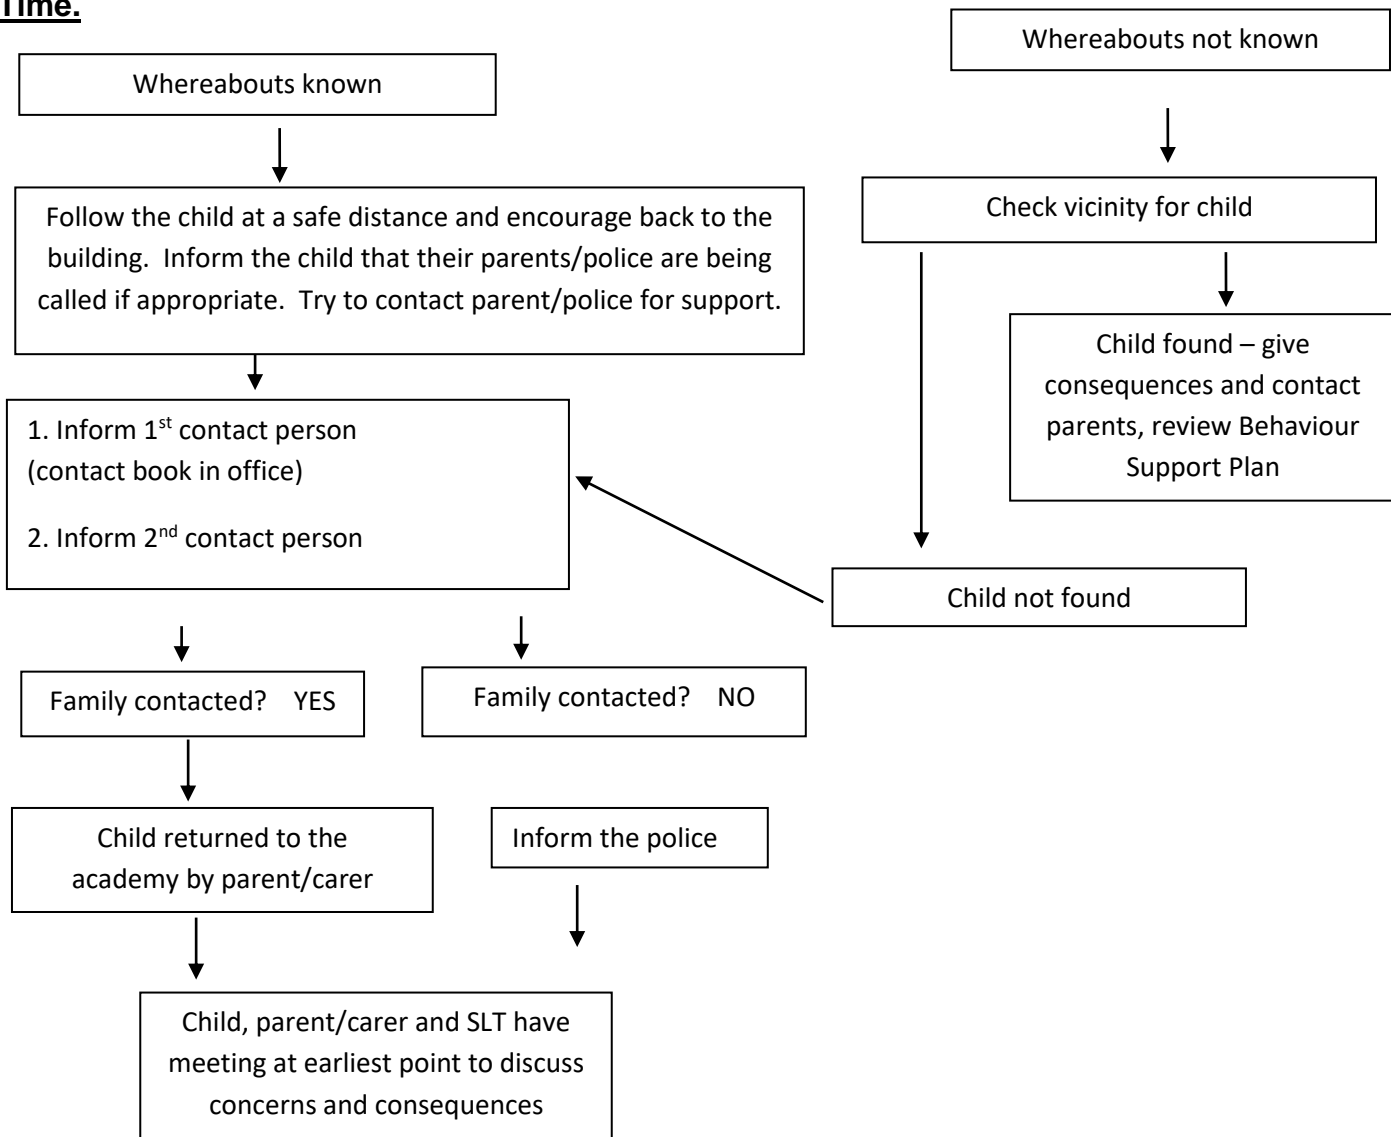 Time.
Whereabouts not known
Whereabouts known
Check vicinity for child
Follow the child at a safe distance and encourage back to the
building.  Inform the child that their parents/police are being
called if appropriate.  Try to contact parent/police for support.
Child found – give
consequences and contact
parents, review Behaviour
Support Plan
1. Inform 1st contact person
(contact book in office)
2. Inform 2nd contact person
Child not found
Family contacted?    YES
Family contacted?    NO
Child returned to the
academy by parent/carer
Inform the police
Child, parent/carer and SLT have
meeting at earliest point to discuss
concerns and consequences